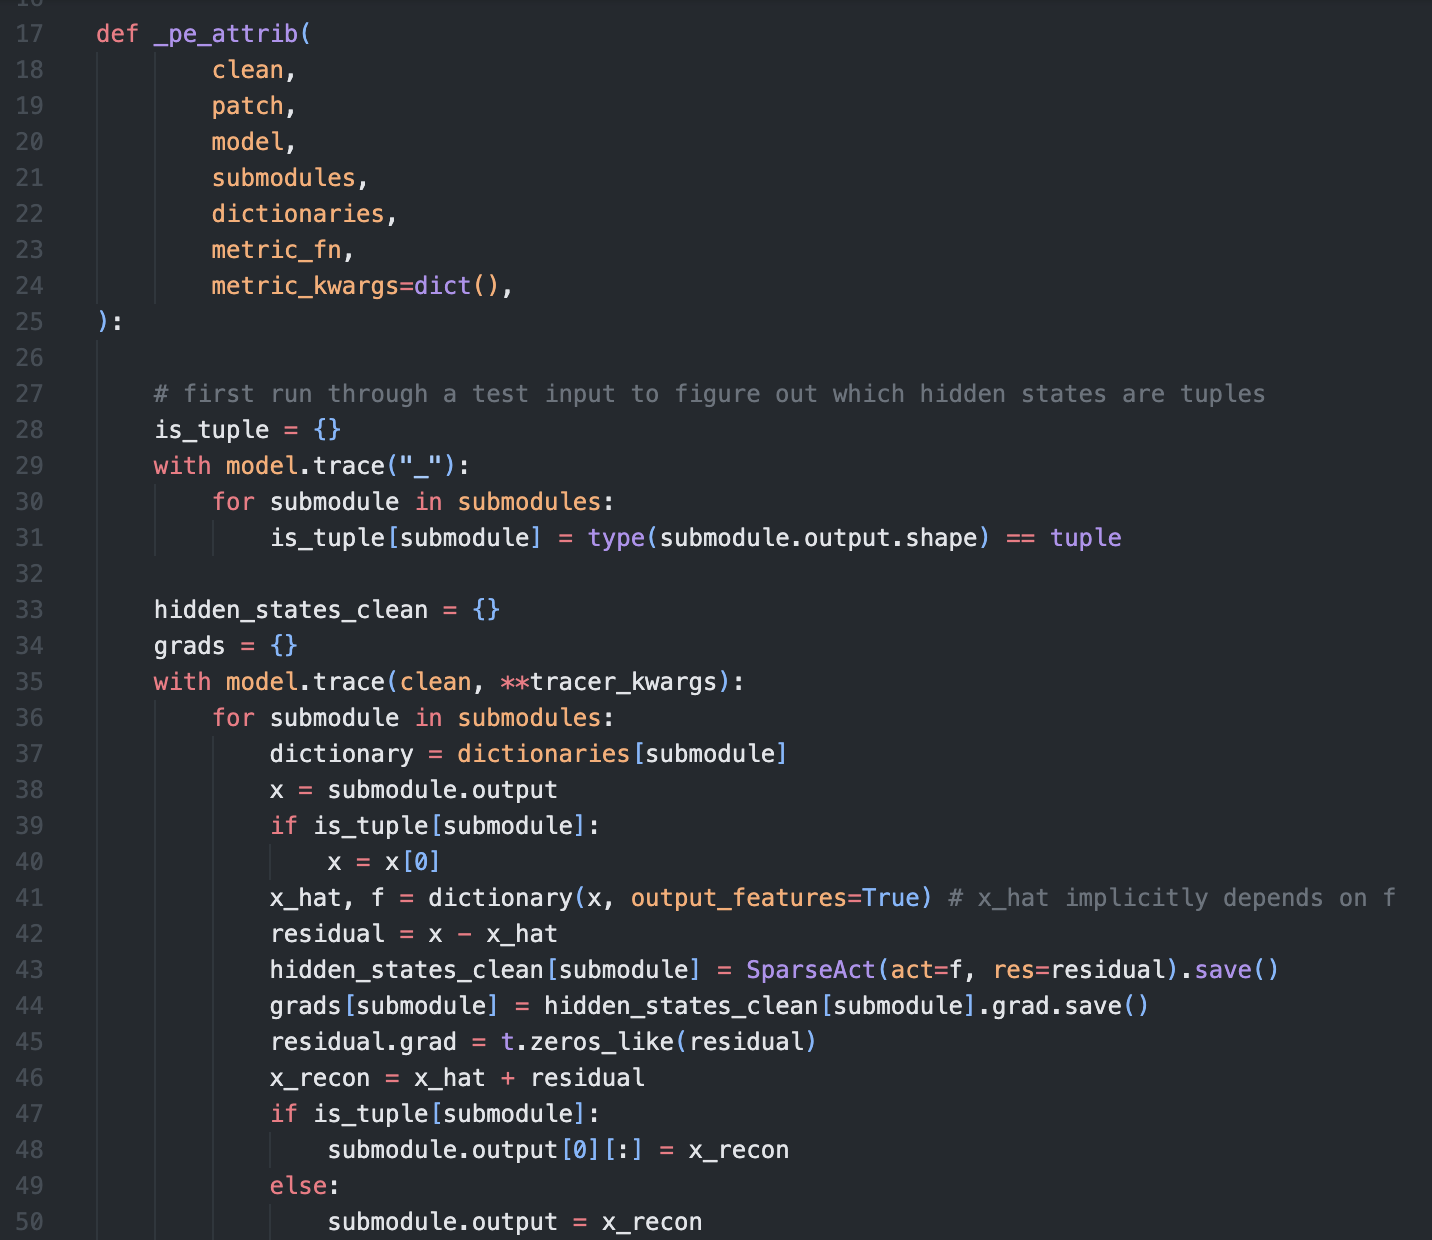 17 def _pe_attrib(
18         clean,
19         patch,
20         model,
21         submodules,
22         dictionaries,
23         metric_fn,
24         metric_kwargs=dict(),
25 ):
26
27     # first run through a test input to figure out which hidden states are tuples
28     is_tuple = {}
29     with model.trace("_"):
30         for submodule in submodules:
31             is_tuple[submodule] = type(submodule.output.shape) == tuple
32
33     hidden_states_clean = {}
34     grads = {}
35     with model.trace(clean, **tracer_kwargs):
36         for submodule in submodules:
37             dictionary = dictionaries[submodule]
38             x = submodule.output
39             if is_tuple[submodule]:
40                 x = x[0]
41             x_hat, f = dictionary(x, output_features=True) # x_hat implicitly depends on f
42             residual = x - x_hat
43             hidden_states_clean[submodule] = SparseAct(act=f, res=residual).save()
44             grads[submodule] = hidden_states_clean[submodule].grad.save()
45             residual.grad = t.zeros_like(residual)
46             x_recon = x_hat + residual
47             if is_tuple[submodule]:
48                 submodule.output[0][:] = x_recon
49             else:
50                 submodule.output = x_recon